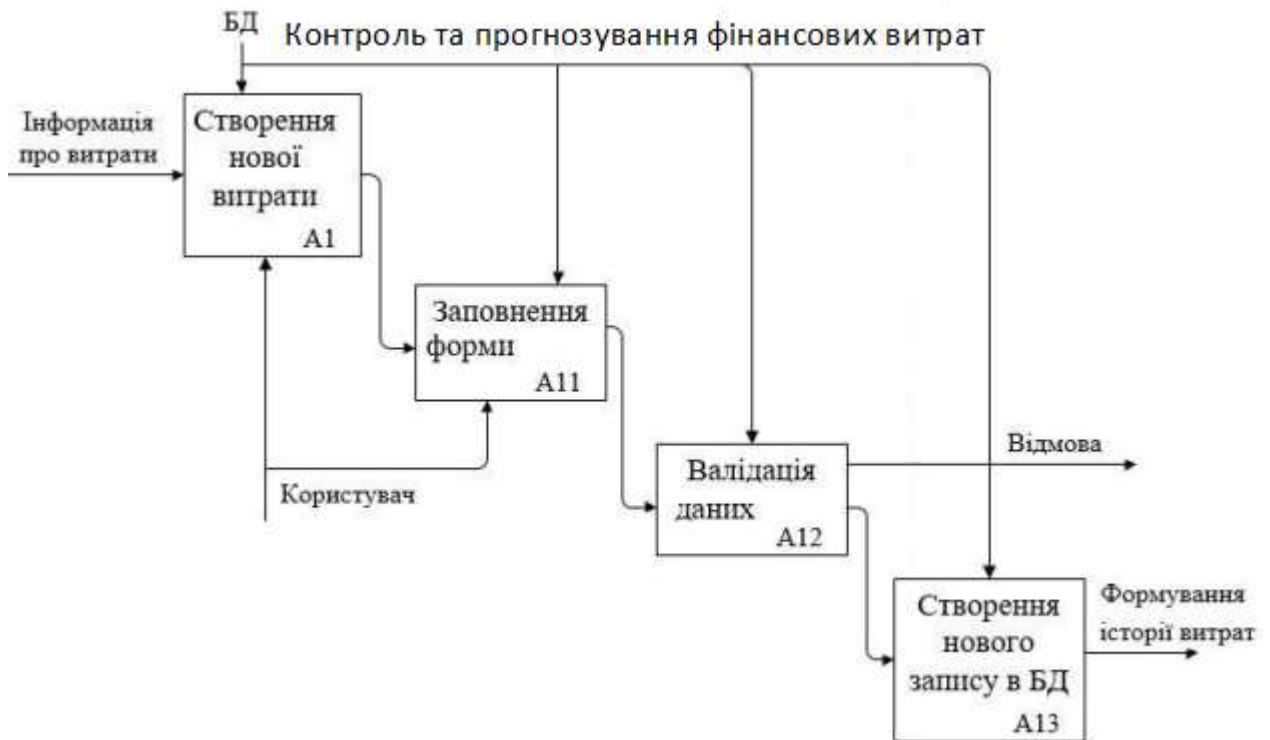 БД
Контроль та прогнозування фінансових витрат
Інформація
про витрати
Створення
нової
витрати
А1
Заповнення
форми
А11
Користувач
Валідація
даних
А12
Відмова
Створення
нового
запису в БД
А13
Формування
історії витрат